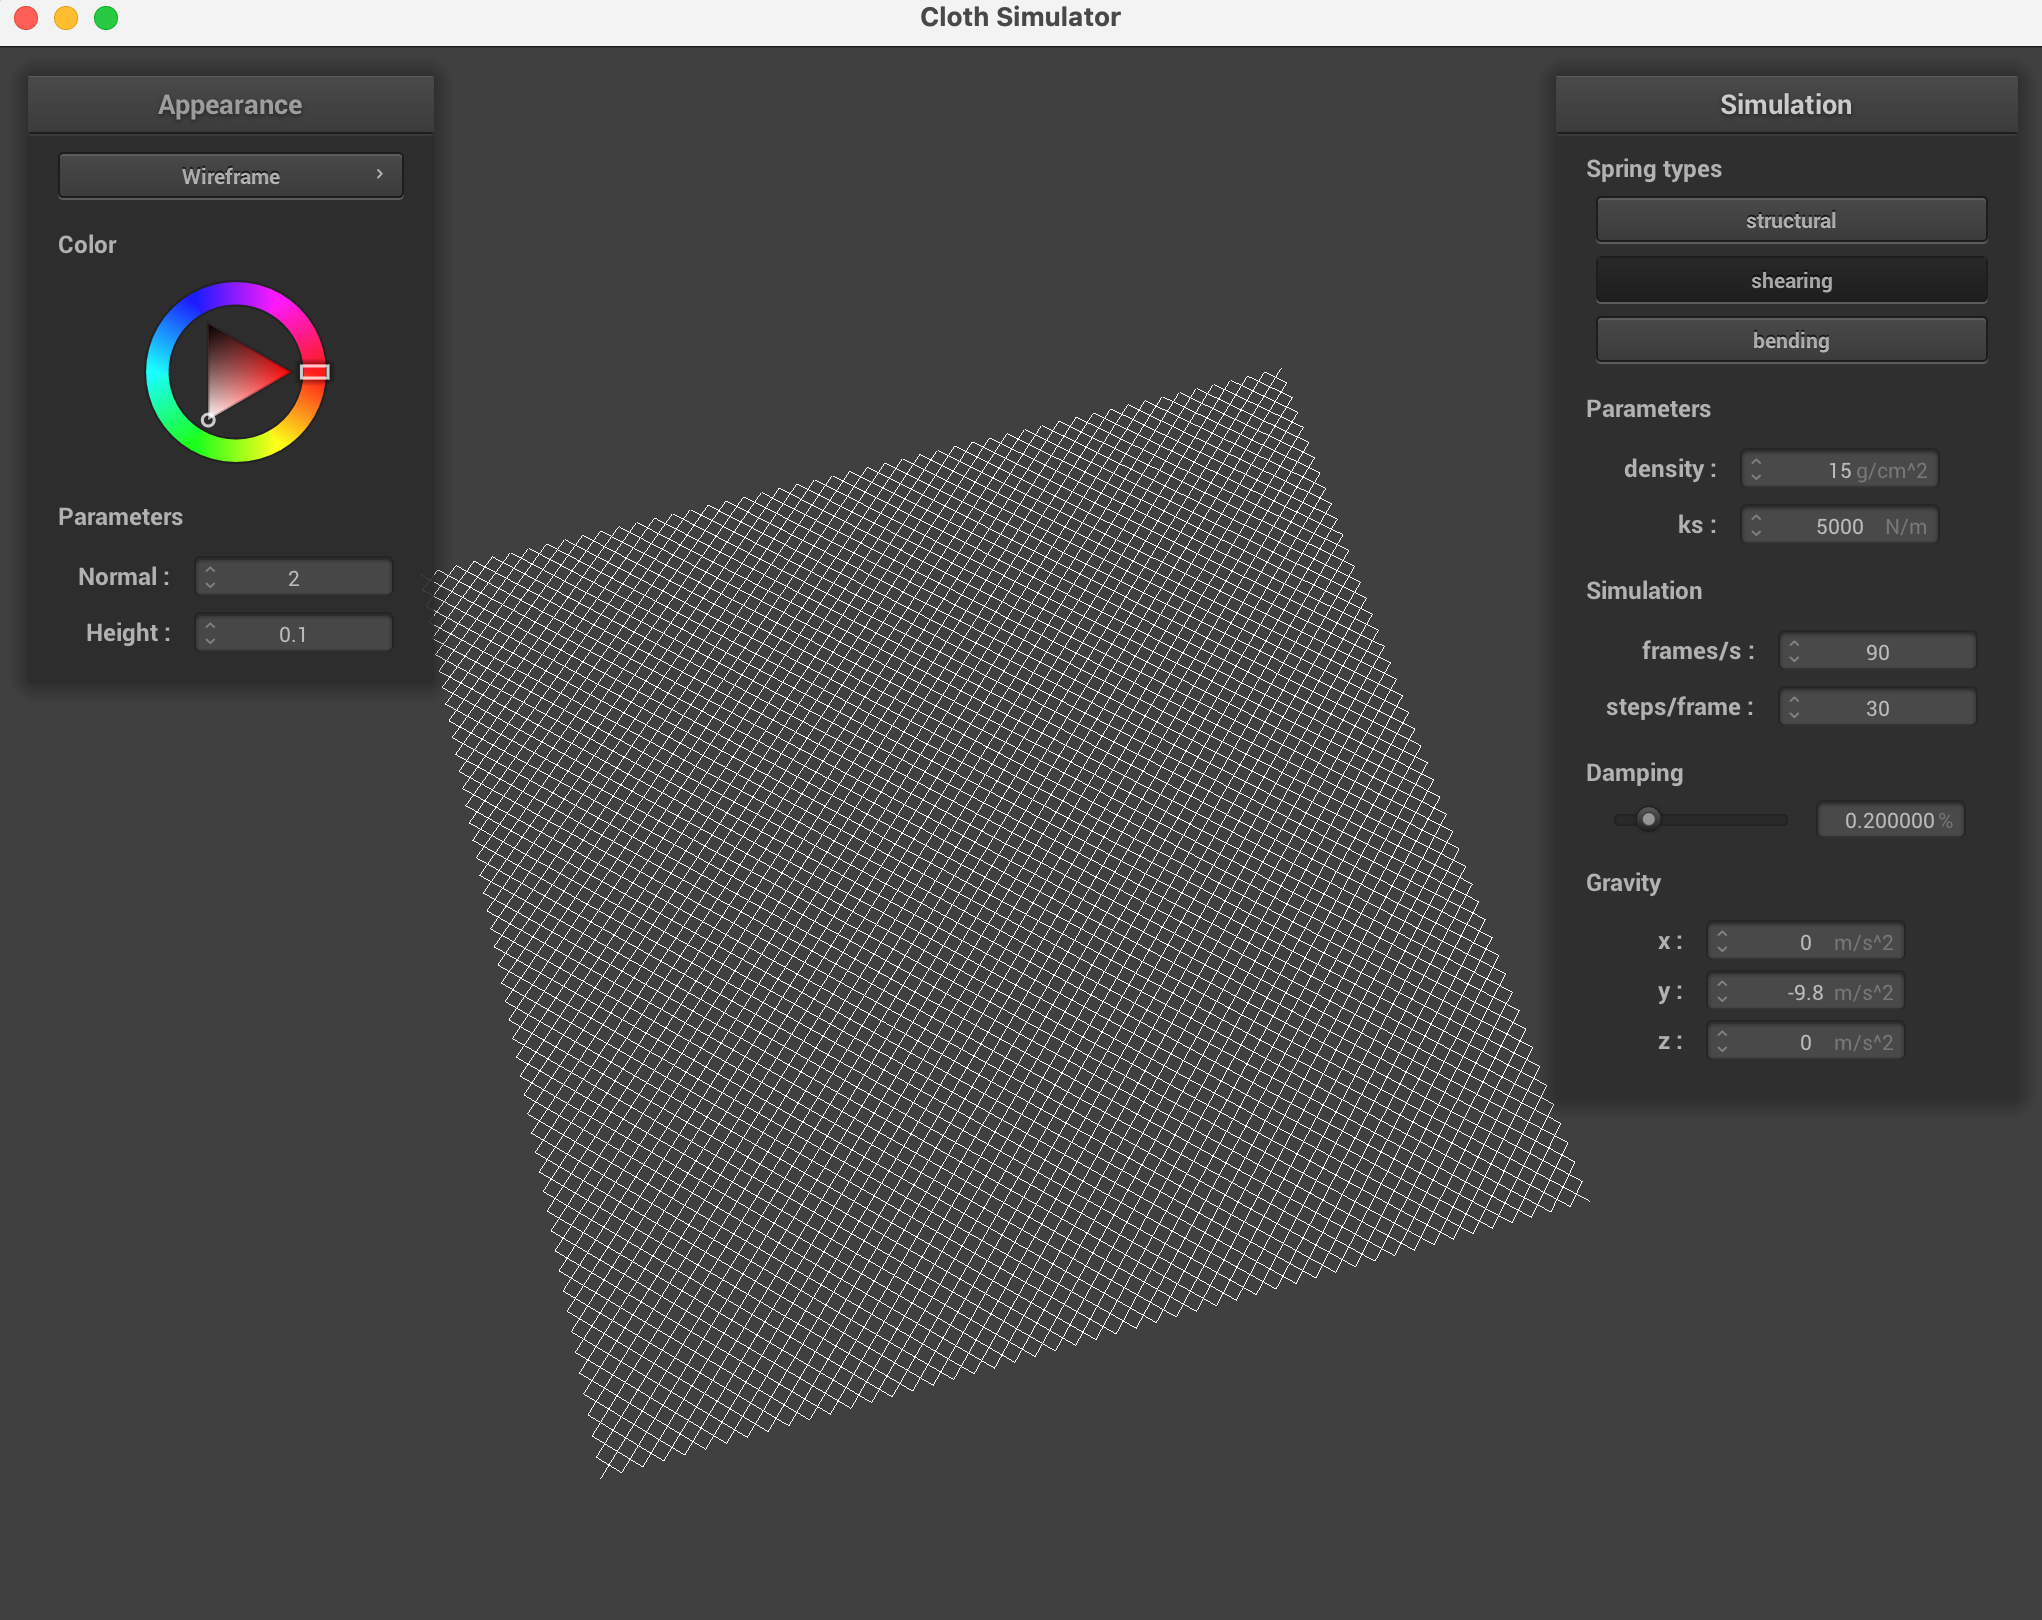 Cloth Simulator
Appearance
Wireframe
Color
Parameters
Normal : 2
Height : 0.1
Simulation
Spring types
structural
shearing
bending
Parameters
density : 15 g/cm^2
ks : 5000 N/m
Simulation
frames/s : 90
steps/frame : 30
Damping
0.200000 %
Gravity
x : 0 m/s^2
y : -9.8 m/s^2
z : 0 m/s^2